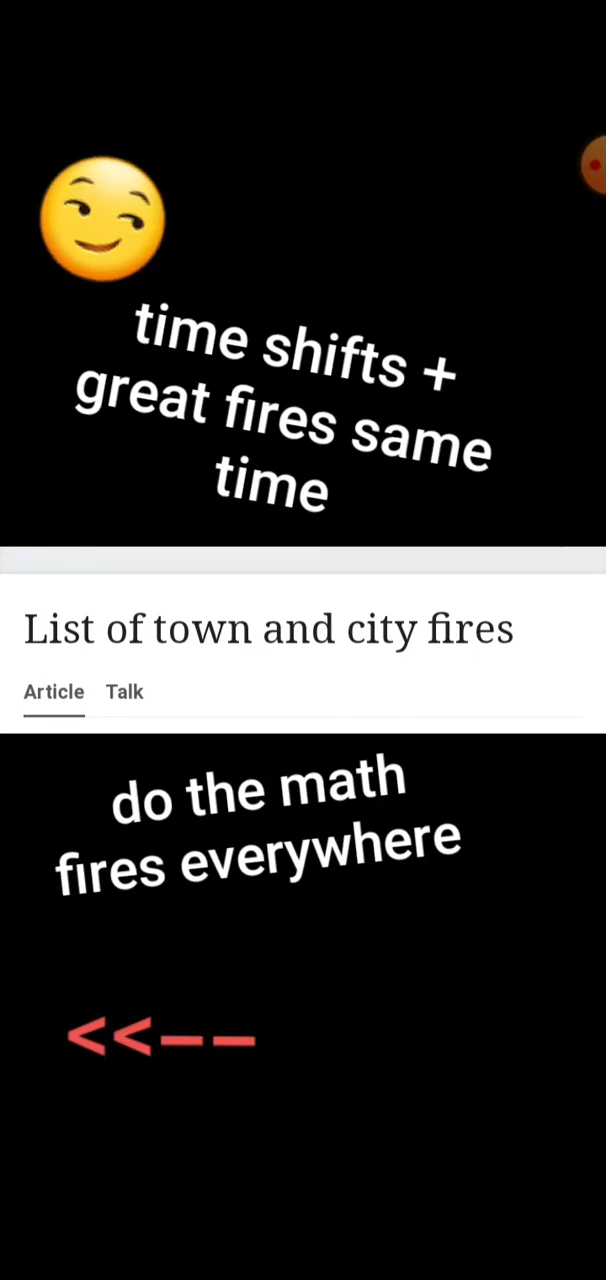 time shifts +
great fires same
time
List of town and city fires
Article Talk
do the math
fires everywhere
<<--